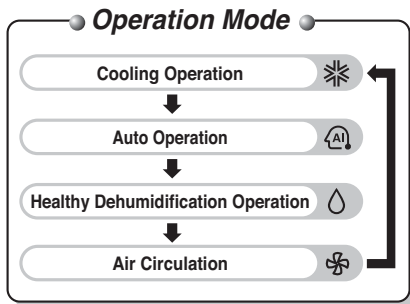 Operation Mode
Cooling Operation
Auto Operation
AI
Healthy Dehumidification Operation
Air Circulation